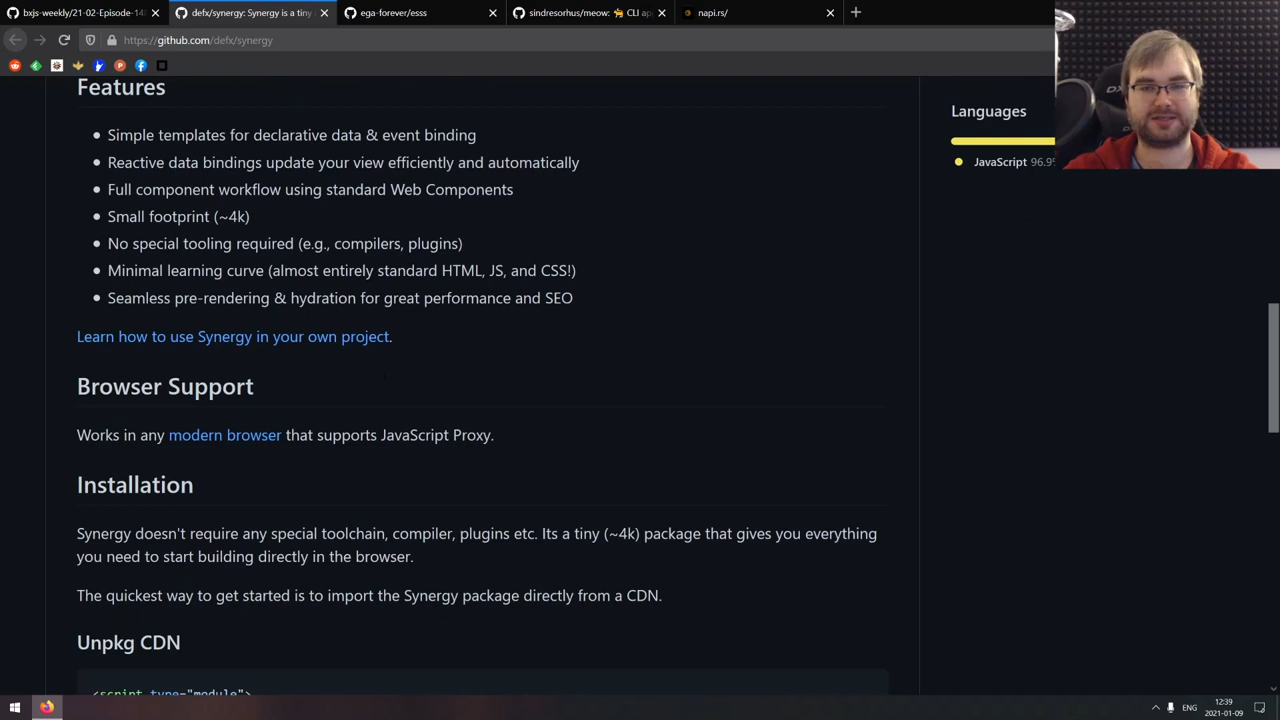 bxjs-weekly/21-02-Episode-14
defx/synergy: Synergy is a tiny
ega-forever/esss
sindresorhus/meow: 🐈 CLI ap
napi.rs/
https://github.com/defx/synergy
Features
Simple templates for declarative data & event binding
Reactive data bindings update your view efficiently and automatically
Full component workflow using standard Web Components
Small footprint (~4k)
No special tooling required (e.g., compilers, plugins)
Minimal learning curve (almost entirely standard HTML, JS, and CSS!)
Seamless pre-rendering & hydration for great performance and SEO
Learn how to use Synergy in your own project.
Browser Support
Works in any modern browser that supports JavaScript Proxy.
Installation
Synergy doesn't require any special toolchain, compiler, plugins etc. Its a tiny (~4k) package that gives you everything
you need to start building directly in the browser.
The quickest way to get started is to import the Synergy package directly from a CDN.
Unpkg CDN
<script type="module">
Languages
JavaScript 96.9
ENG
12:39
2021-01-09